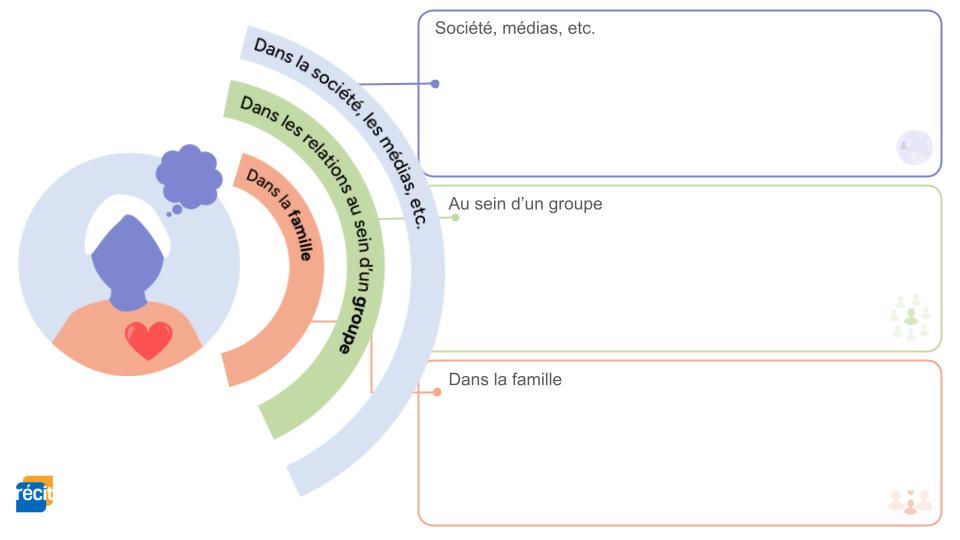 Société, médias, etc.
Dans la société, les médias, etc.
Dans les relations au sein d'un groupe
Dans la famille
Au sein d’un groupe
Dans la famille
récit